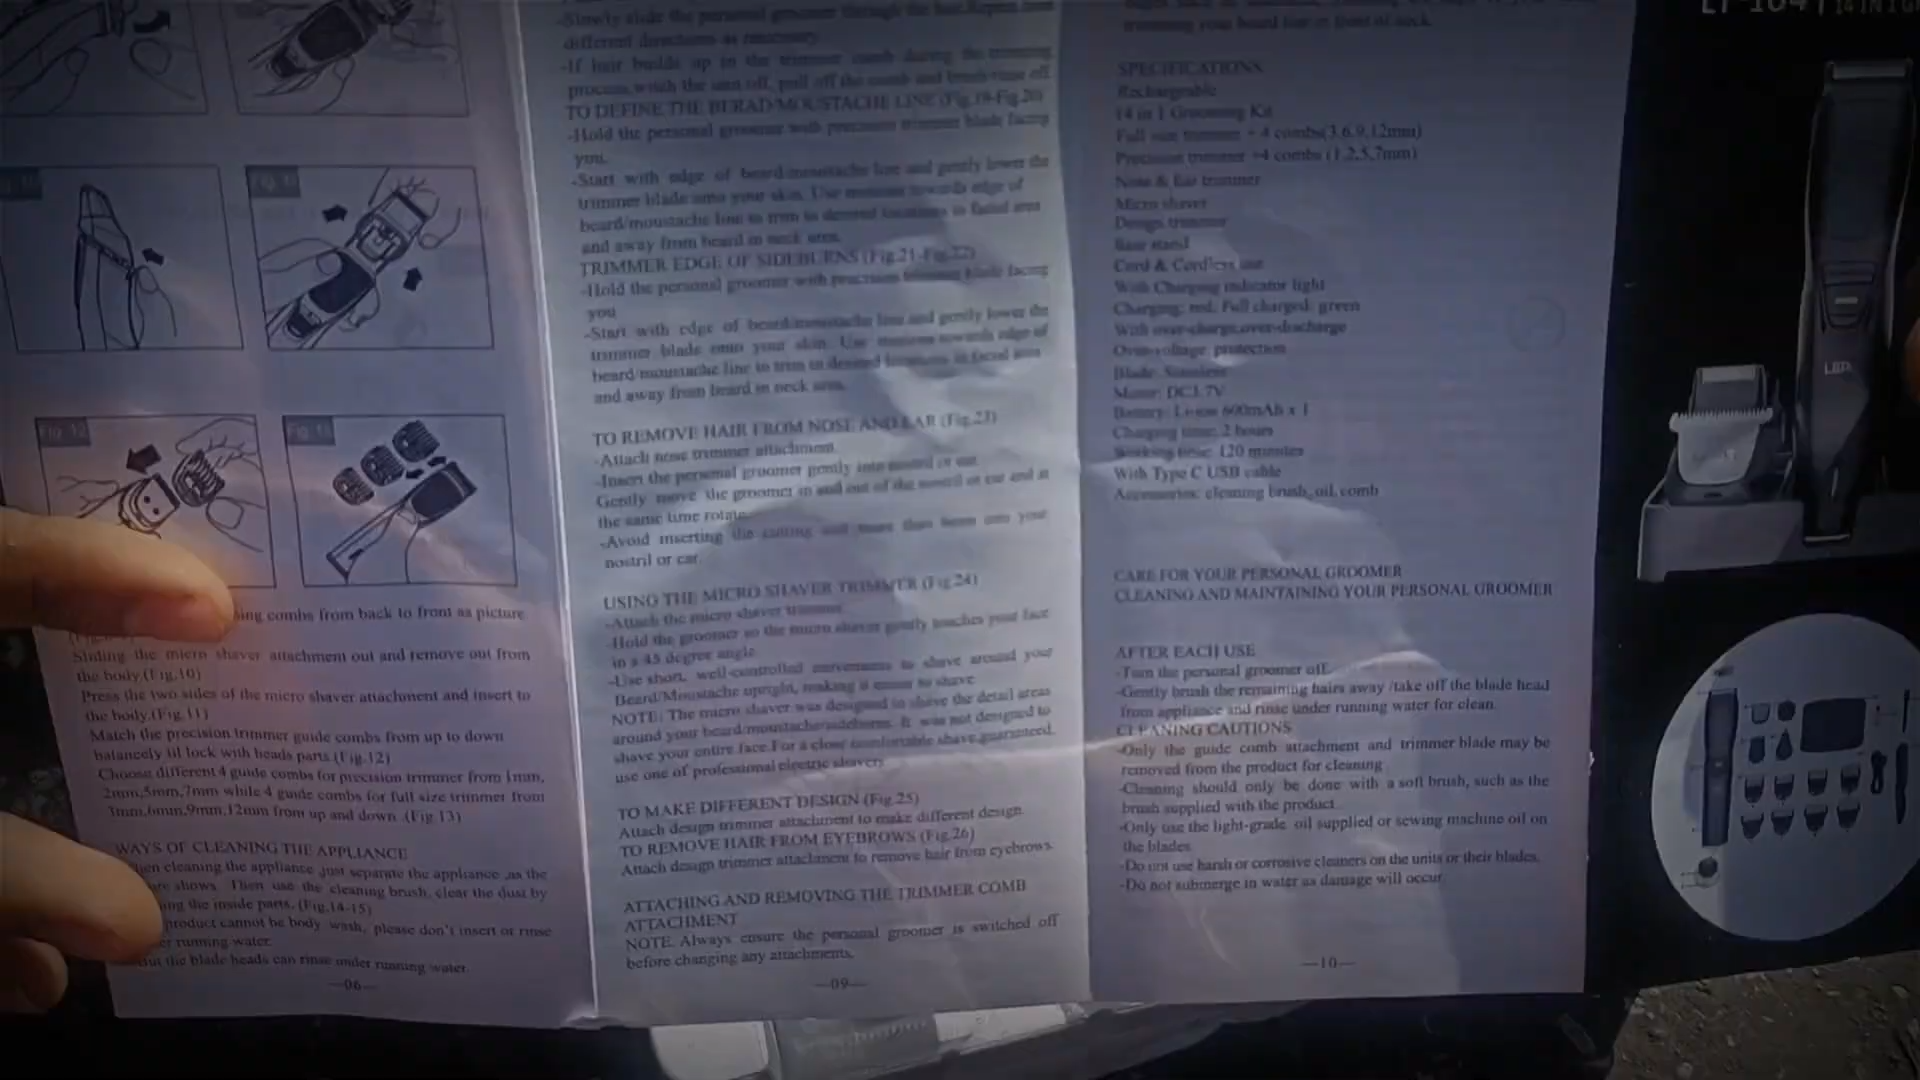 Fig. 12
ing combs from back to front as picture
Sliding the micro shaver attachment out and remove out from
the body.(Fig.10)
Press the two sides of the micro shaver attachment and insert to
the body.(Fig.11)
Match the precision trimmer guide combs from up to down
balancely til lock with heads parts.(Fig.12)
Choose different 4 guide combs for precision trimmer from 1mm,
2mm,5mm,7mm while 4 guide combs for full size trimmer from
3mm,6mm,9mm,12mm from up and down .(Fig.13)
WAYS OF CLEANING THE APPLIANCE
cleaning the appliance ,just separate the appliance ,as the
shows. Then use the cleaning brush, clear the dust by
ing the inside parts. (Fig.14-15)
product cannot be body wash, please don't insert or rinse
running water.
But the blade heads can rinse under running water.
—06—
-Slowly slide the personal groomer through the
different directions as necessary.
-If hair builds up in the trimmer comb during the trimming
process,switch the unit off, pull off the comb and brush/rinse off.
TO DEFINE THE BERAD/MOUSTACHE LINE (Fig.19-Fig.20)
-Hold the personal groomer with precision trimmer blade facing
you.
-Start with edge of beard/moustache line and gently lower the
trimmer blade onto your skin. Use motions towards edge of
beard/moustache line to trim to desired locations in facial area
and away from beard in neck area.
TRIMMER EDGE OF SIDEBURNS (Fig.21-Fig.22)
-Hold the personal groomer with precision trimming blade facing
you
-Start with edge of beard/moustache line and gently lower the
trimmer blade onto your skin. Use motions towards edge of
beard/moustache line to trim to desired locations in facial area
and away from beard in neck area.
TO REMOVE HAIR FROM NOSE AND EAR (Fig.23)
-Attach nose trimmer attachment.
-Insert the personal groomer gently into nostril or ear.
Gently move the groomer in and out of the nostril or ear and at
the same time rotate.
-Avoid inserting the cutting unit more than 6mm into your
nostril or ear.
USING THE MICRO SHAVER TRIMMER (Fig.24)
-Attach the micro shaver trimmer.
-Hold the groomer so the micro shaver gently touches your face
in a 45 degree angle.
-Use short, well-controlled movements to shave around your
Beard/Moustache upright, making it easier to shave.
NOTE: The micro shaver was designed to shave the detail areas
around your beard/moustache/sideburns. It was not designed to
shave your entire face.For a close comfortable shave guaranteed,
use one of professional electric shavers
TO MAKE DIFFERENT DESIGN (Fig.25)
Attach design trimmer attachment to make different design.
TO REMOVE HAIR FROM EYEBROWS (Fig.26)
Attach design trimmer attachment to remove hair from eyebrows.
ATTACHING AND REMOVING THE TRIMMER COMB
ATTACHMENT
NOTE: Always ensure the personal groomer is switched off
before changing any attachments.
—09—
trimming your beard line in front of neck.
SPECIFICATIONS
Rechargeable
14 in 1 Grooming Kit
Full size trimmer + 4 combs(3,6,9,12mm)
Precision trimmer +4 combs (1,2,5,7mm)
Nose & Ear trimmer
Micro shaver
Design trimmer
Base stand
Cord & Cordless use
With Charging indicator light
Charging: red, Full charged: green
With over-charge,over-discharge
Over-voltage protection
Blade: Stainless
Motor: DC3.7V
Battery: Li-ion 600mAh x 1
Charging time: 2 hours
Working time: 120 minutes
With Type C USB cable
Accessories: cleaning brush, oil, comb
CARE FOR YOUR PERSONAL GROOMER
CLEANING AND MAINTAINING YOUR PERSONAL GROOMER
AFTER EACH USE
-Turn the personal groomer off.
-Gently brush the remaining hairs away /take off the blade head
from appliance and rinse under running water for clean.
CLEANING CAUTIONS
-Only the guide comb attachment and trimmer blade may be
removed from the product for cleaning
-Cleaning should only be done with a soft brush, such as the
brush supplied with the product.
-Only use the light-grade oil supplied or sewing machine oil on
the blades.
-Do not use harsh or corrosive cleaners on the units or their blades.
-Do not submerge in water as damage will occur.
—10—